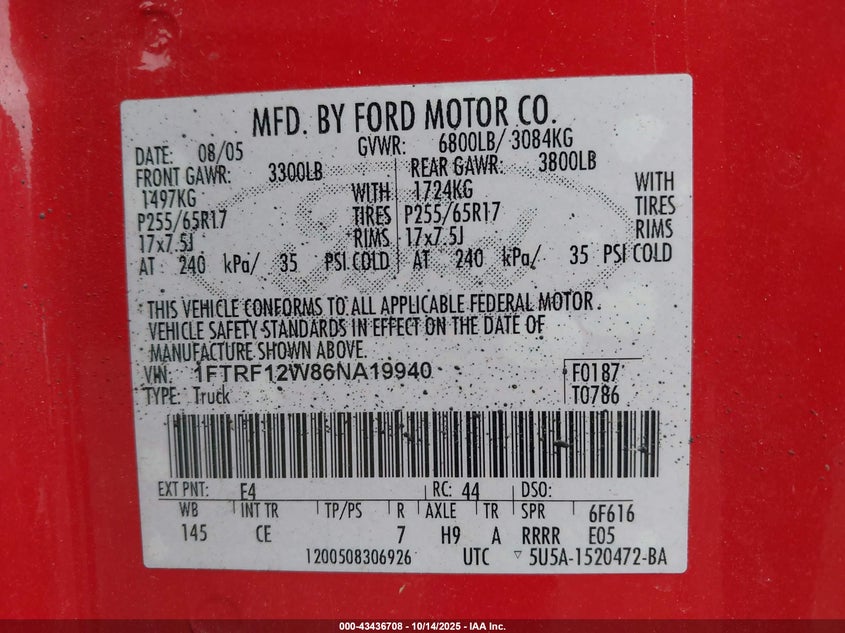 MFD. BY FORD MOTOR CO.
DATE: 08/05 GVWR: 6800LB/ 3084KG
FRONT GAWR: 3300LB REAR GAWR: 3800LB
1497KG WITH 1724KG WITH
P255/65R17 TIRES P255/65R17 TIRES
17x7.5J RIMS 17x7.5J RIMS
AT 240 kPa/ 35 PSI COLD AT 240 kPa/ 35 PSI COLD
THIS VEHICLE CONFORMS TO ALL APPLICABLE FEDERAL MOTOR
VEHICLE SAFETY STANDARDS IN EFFECT ON THE DATE OF
MANUFACTURE SHOWN ABOVE.
VIN: 1FTRF12W86NA19940 F0187
TYPE: Truck T0786
EXT PNT: E4 RC: 44 DSO:
WB INT TR TP/PS R AXLE TR SPR 6F616
145 CE 7 H9 A RRRR E05
1200508306926 UTC ▽ 5U5A-1520472-BA
000-43436708 - 10/14/2025 - IAA Inc.